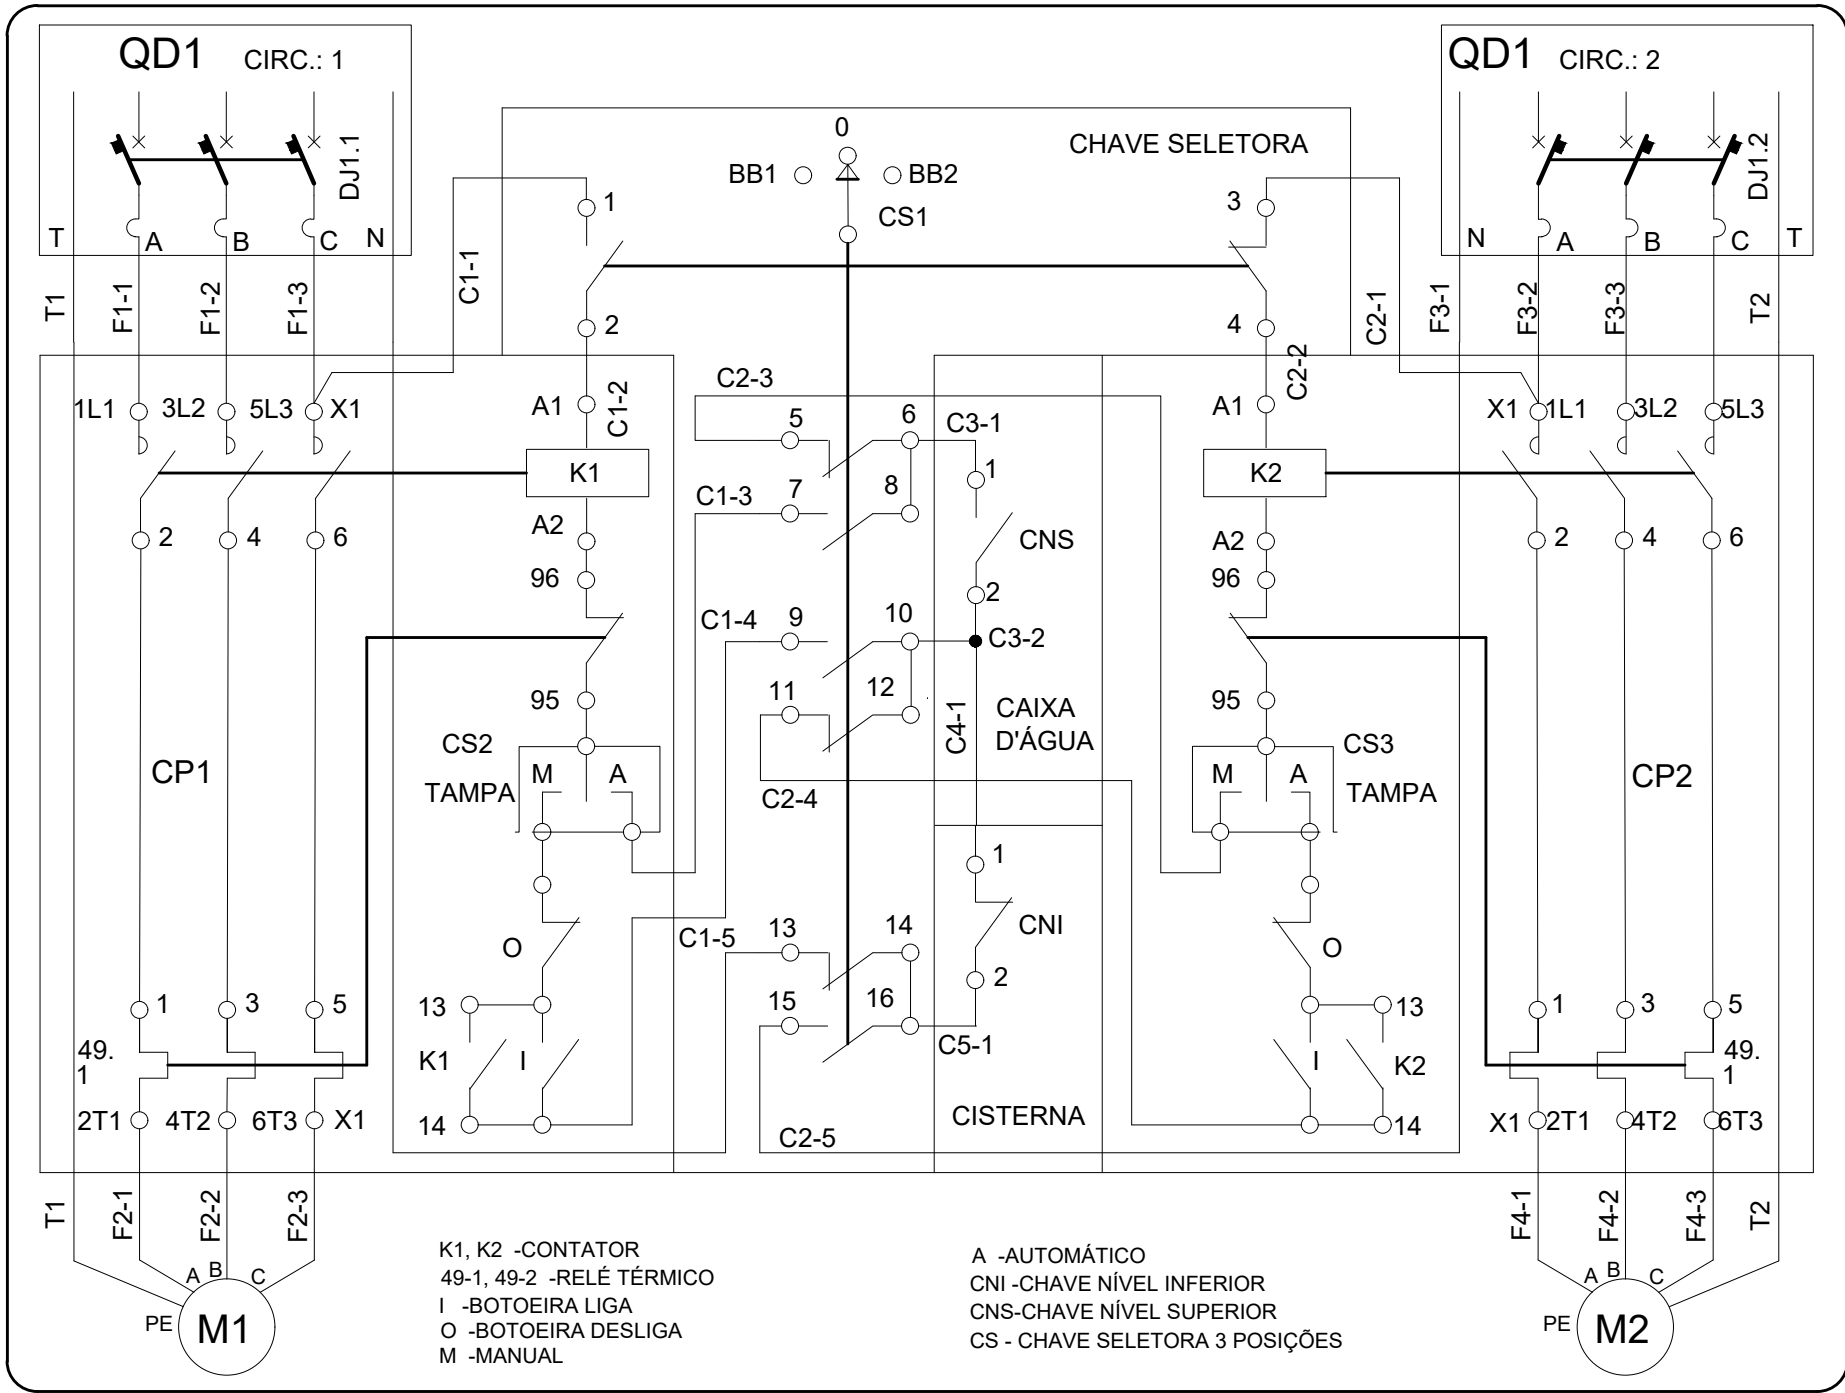 QD1 CIRC.: 1
DJ1.1
T A B C N
QD1 CIRC.: 2
DJ1.2
N A B C T
0
BB1 BB2
CS1
CHAVE SELETORA
1
3
2
4
T1 F1-1 F1-2 F1-3
C1-1
C2-1
F3-1 F3-2 F3-3 T2
1L1 3L2 5L3 X1
A1 C1-2
K1
A2
96
95
CS2
TAMPA
M A
O
13
K1 I
14
2 4 6
CP1
1 3 5
49.
1
2T1 4T2 6T3 X1
C2-3
5 6 C3-1
C1-3 7 8
C1-4 9 10
11 12
C2-4
C1-5 13 14
15 16
C2-5
1
CNS
2
C3-2
C4-1
CAIXA
D'ÁGUA
1
CNI
2
C5-1
CISTERNA
C2-2
A1
K2
A2
96
95
CS3
TAMPA
M A
O
13
I K2
14
X1 1L1 3L2 5L3
2 4 6
CP2
1 3 5
49.
1
X1 2T1 4T2 6T3
T1 F2-1 F2-2 F2-3
A B C
PE M1
F4-1 F4-2 F4-3 T2
A B C
PE M2
K1, K2 -CONTATOR
49-1, 49-2 -RELÉ TÉRMICO
I -BOTOEIRA LIGA
O -BOTOEIRA DESLIGA
M -MANUAL
A -AUTOMÁTICO
CNI -CHAVE NÍVEL INFERIOR
CNS-CHAVE NÍVEL SUPERIOR
CS - CHAVE SELETORA 3 POSIÇÕES